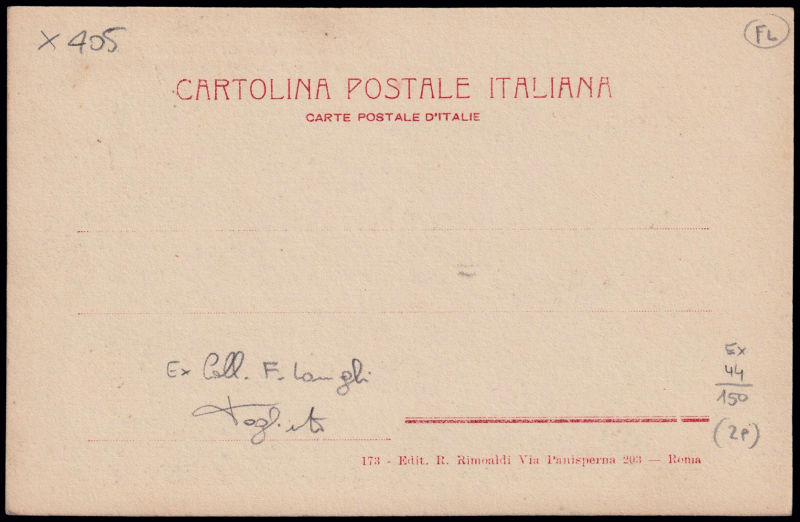 X 405
FL
CARTOLINA POSTALE ITALIANA
CARTE POSTALE D'ITALIE
Ex Coll. F.
Ex
44
150
(2P)
173 - Edit. R. Rimoaldi Via Panisperna 203 — Roma